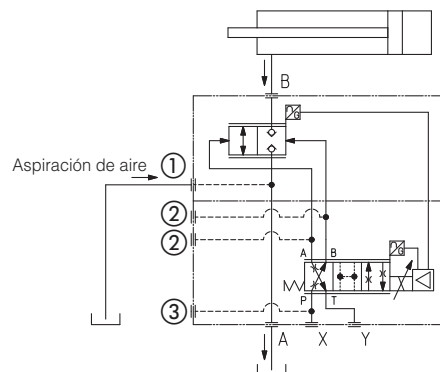 B
Aspiración de aire
①
G
②
②
A B
G
③
P T
A X Y